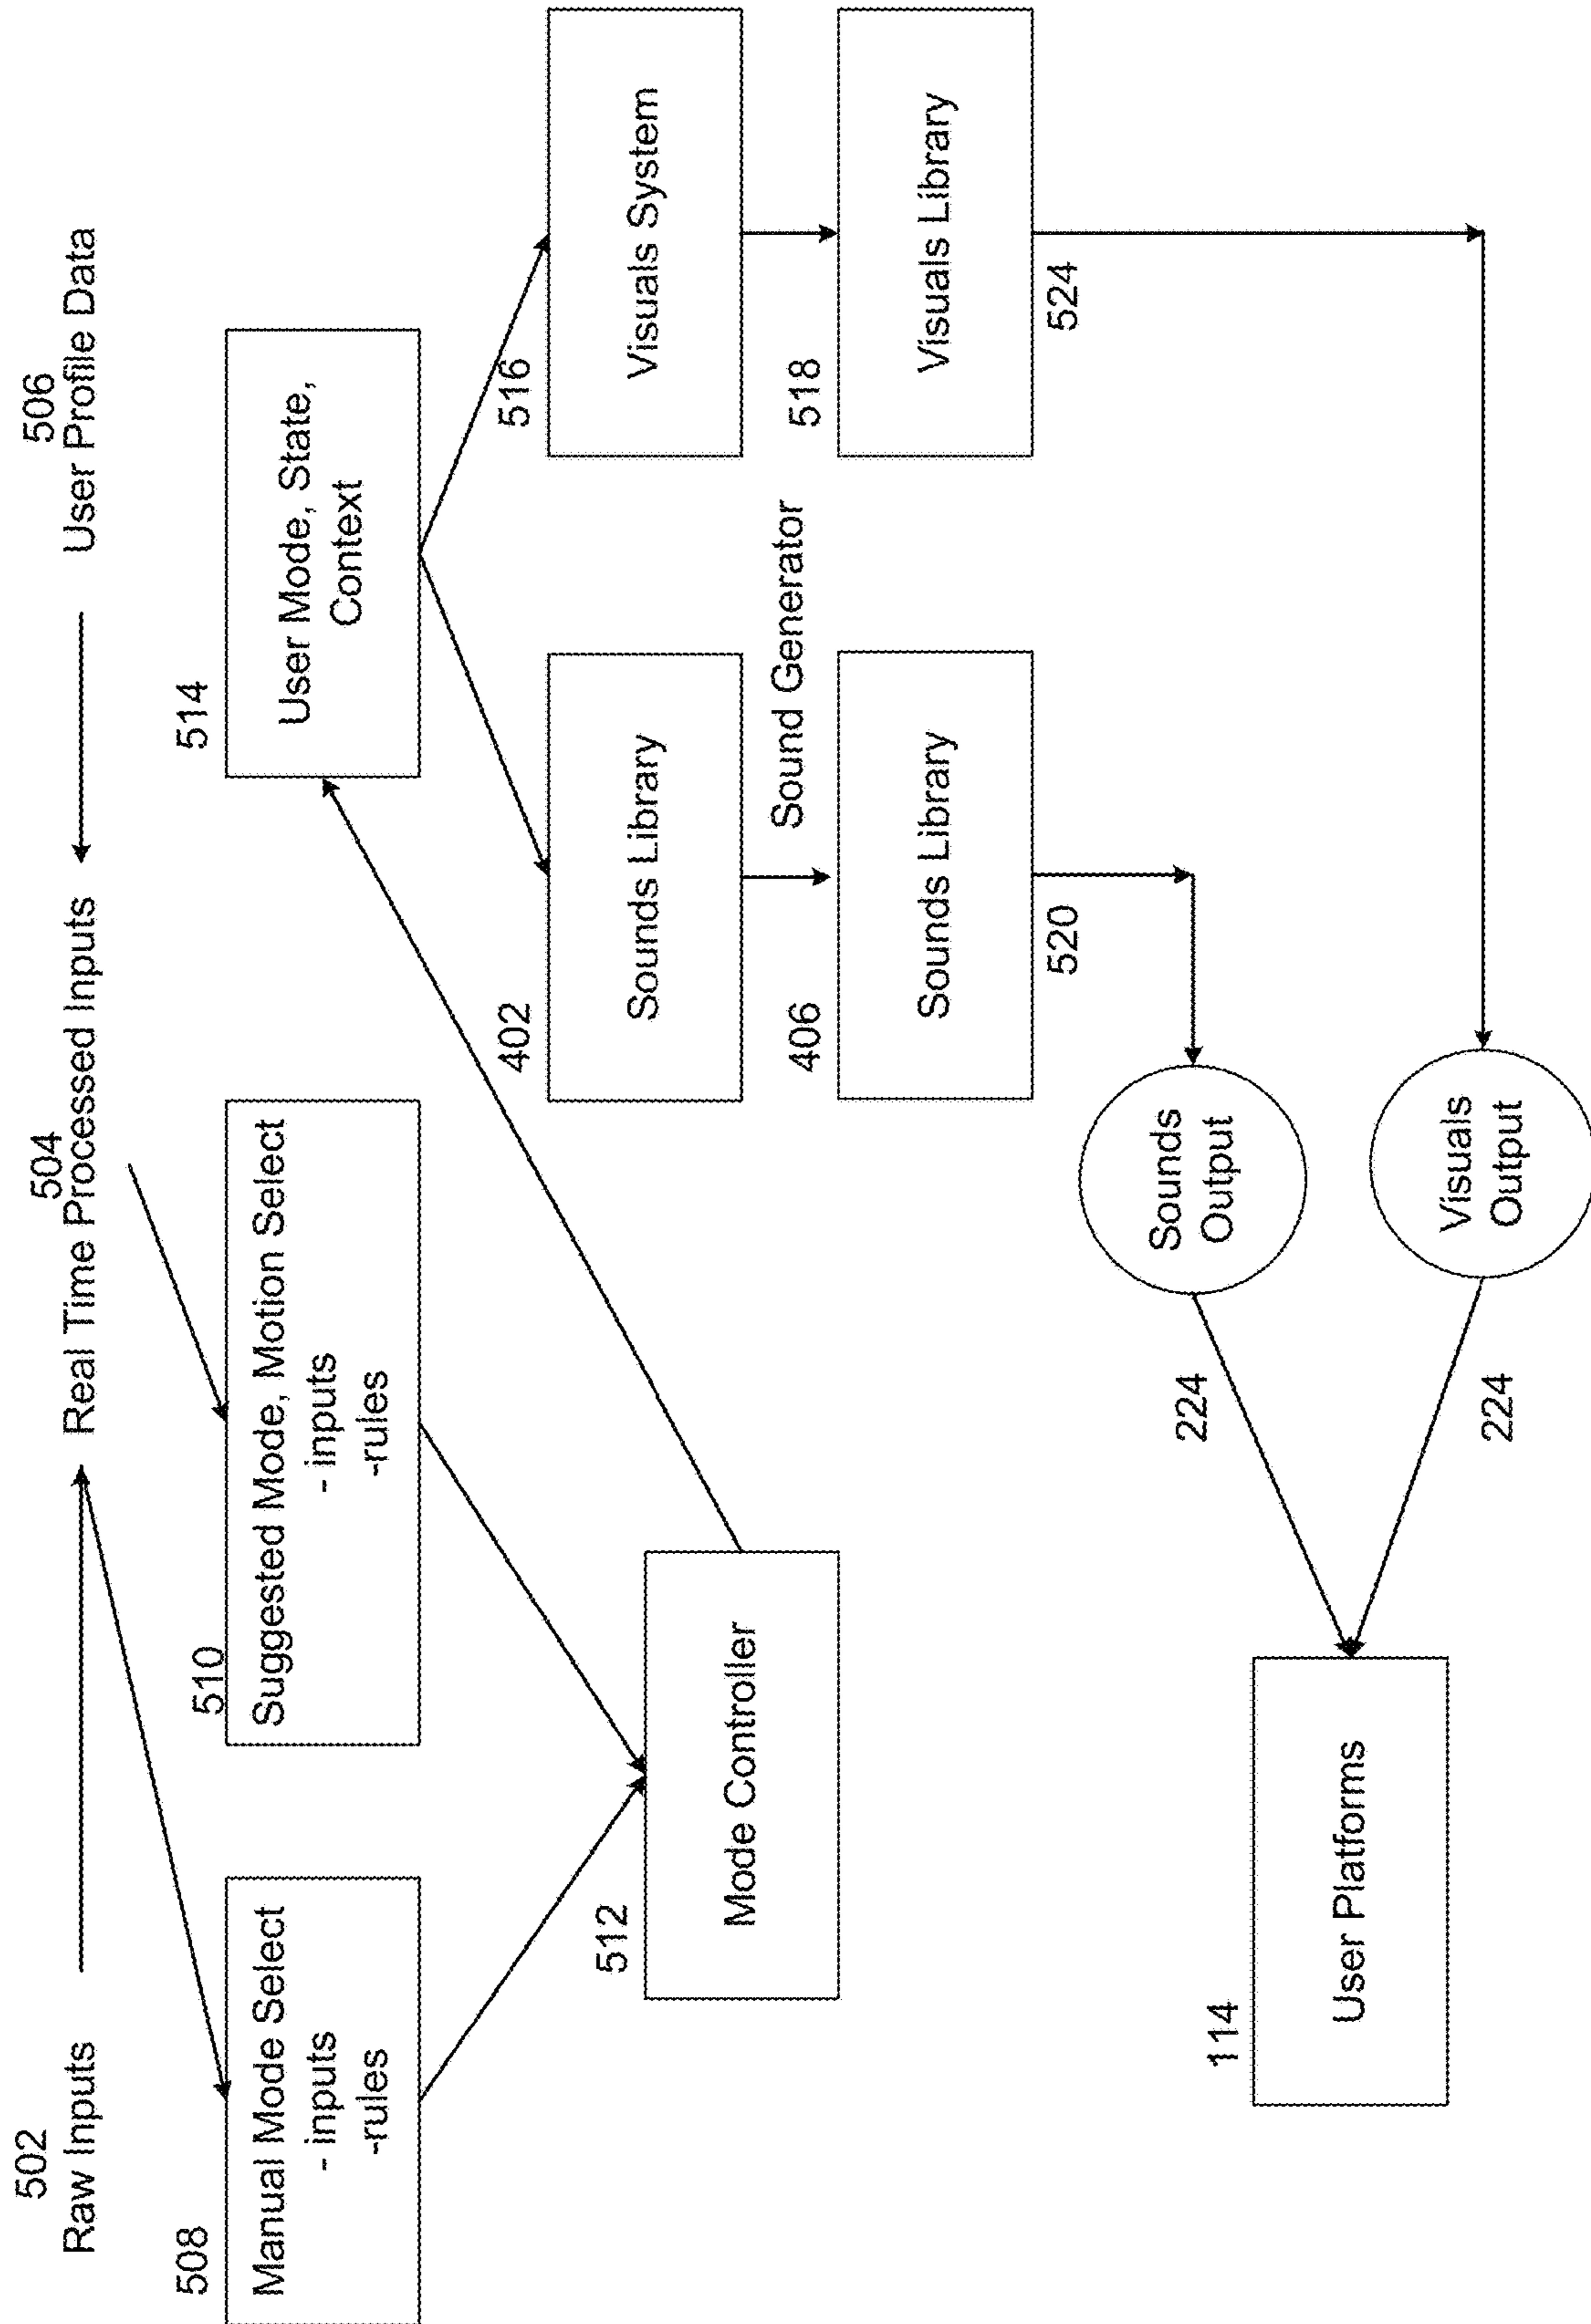 502
Raw Inputs
504
Real Time Processed Inputs
506
User Profile Data
508
Manual Mode Select
- inputs
-rules
510
Suggested Mode, Motion Select
- inputs
-rules
514
User Mode, State,
Context
512
Mode Controller
402
Sounds Library
516
Visuals System
Sound Generator
406
Sounds Library
518
Visuals Library
520
524
114
User Platforms
224
Sounds
Output
224
Visuals
Output